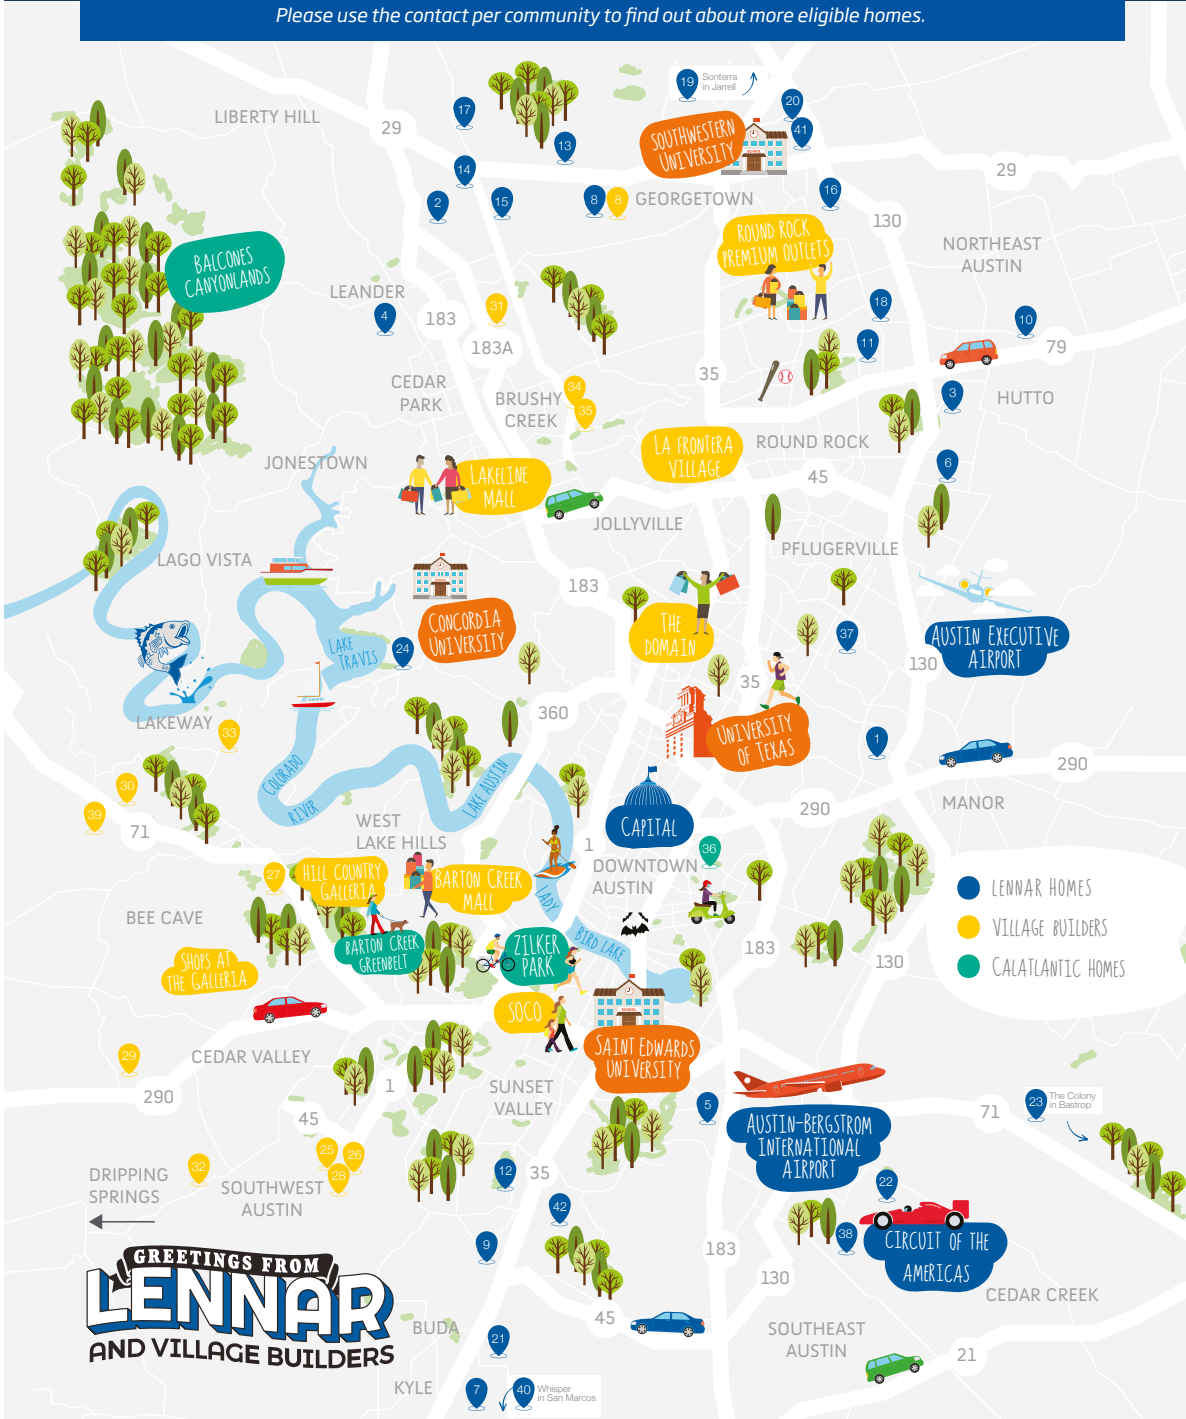 Please use the contact per community to find out about more eligible homes.
19
Sonterra
in Jarrell
20
17
LIBERTY HILL
29
SOUTHWESTERN
UNIVERSITY
SCHOOL
41
13
14
29
2
15
8
8
GEORGETOWN
16
130
ROUND ROCK
PREMIUM OUTLETS
NORTHEAST
AUSTIN
BALCONES
CANYONLANDS
LEANDER
4
183
31
183A
18
10
11
79
35
CEDAR
PARK
BRUSHY
CREEK
34
35
3
HUTTO
LA FRONTERA
VILLAGE
ROUND ROCK
JONESTOWN
LAKELINE
MALL
45
6
JOLLYVILLE
PFLUGERVILLE
LAGO VISTA
SCHOOL
183
CONCORDIA
UNIVERSITY
THE
DOMAIN
37
AUSTIN EXECUTIVE
AIRPORT
LAKE
TRAVIS
24
130
35
LAKEWAY
33
360
UNIVERSITY
OF TEXAS
1
290
COLORADO
RIVER
LAKE AUSTIN
30
39
71
WEST
LAKE HILLS
CAPITAL
290
MANOR
1
DOWNTOWN
AUSTIN
36
27
HILL COUNTRY
GALLERIA
BARTON CREEK
MALL
LADY
BIRD LAKE
LENNAR HOMES
VILLAGE BUILDERS
CALATLANTIC HOMES
BEE CAVE
BARTON CREEK
GREENBELT
ZILKER
PARK
183
130
SHOPS AT
THE GALLERIA
SOCO
SCHOOL
SAINT EDWARDS
UNIVERSITY
29
CEDAR VALLEY
290
1
SUNSET
VALLEY
45
5
AUSTIN-BERGSTROM
INTERNATIONAL
AIRPORT
71
23
The Colony
in Bastrop
25
26
28
32
DRIPPING
SPRINGS
SOUTHWEST
AUSTIN
12
35
22
42
9
38
CIRCUIT OF THE
AMERICAS
183
130
GREETINGS FROM
LENNAR
AND VILLAGE BUILDERS
CEDAR CREEK
45
BUDA
21
SOUTHEAST
AUSTIN
21
KYLE
7
40
Whisper
in San Marcos